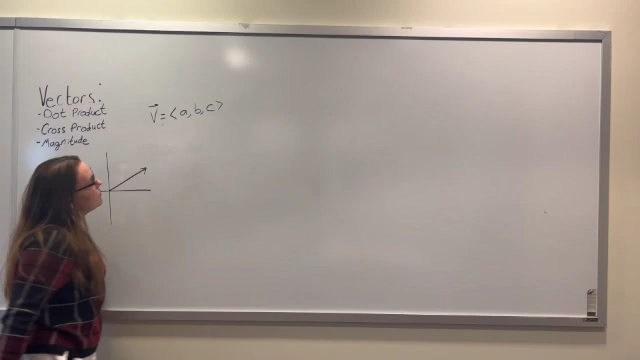 Vectors:
-Dot Product
-Cross Product
-Magnitude
v⃗=<a,b,c>